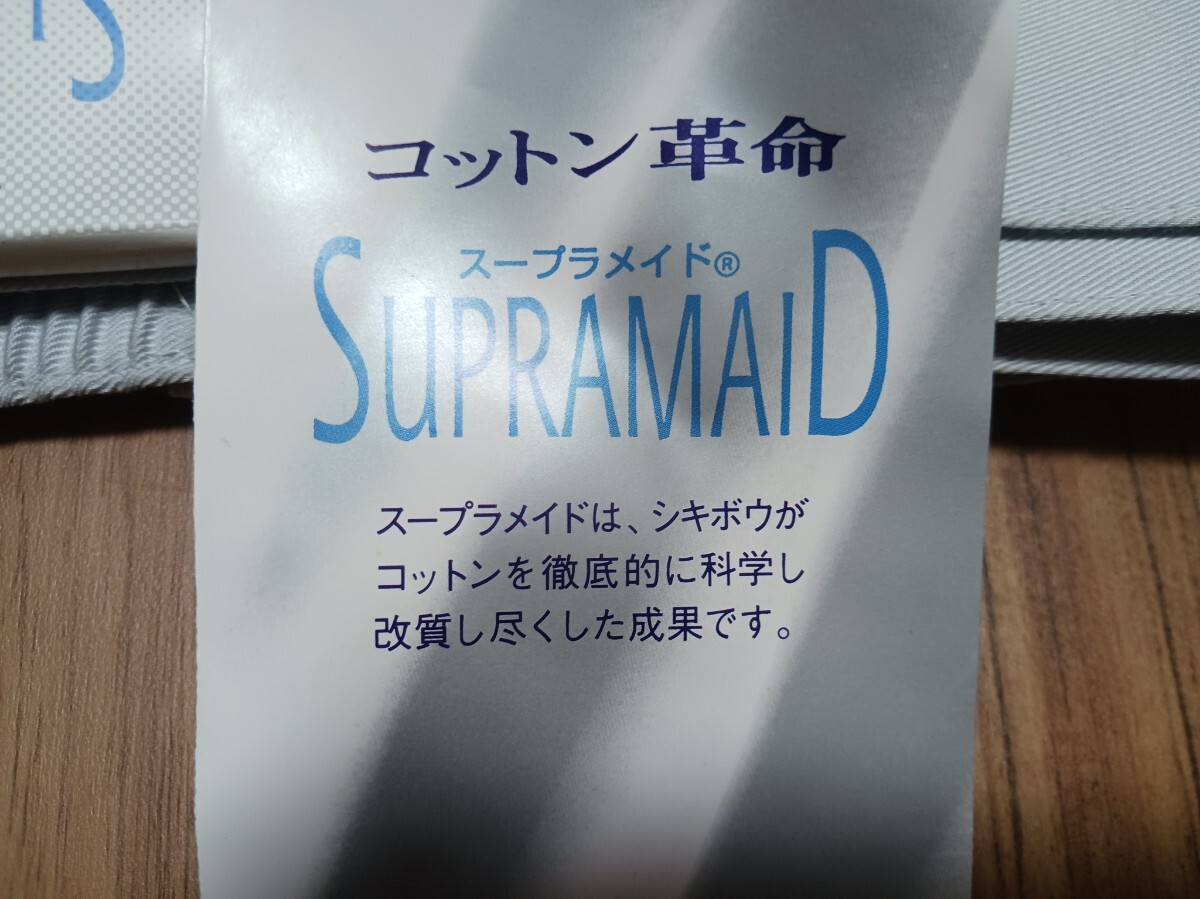 コットン革命
スープラメイド®
SUPRAMAID
スープラメイドは、シキボウが
コットンを徹底的に科学し
改質し尽くした成果です。